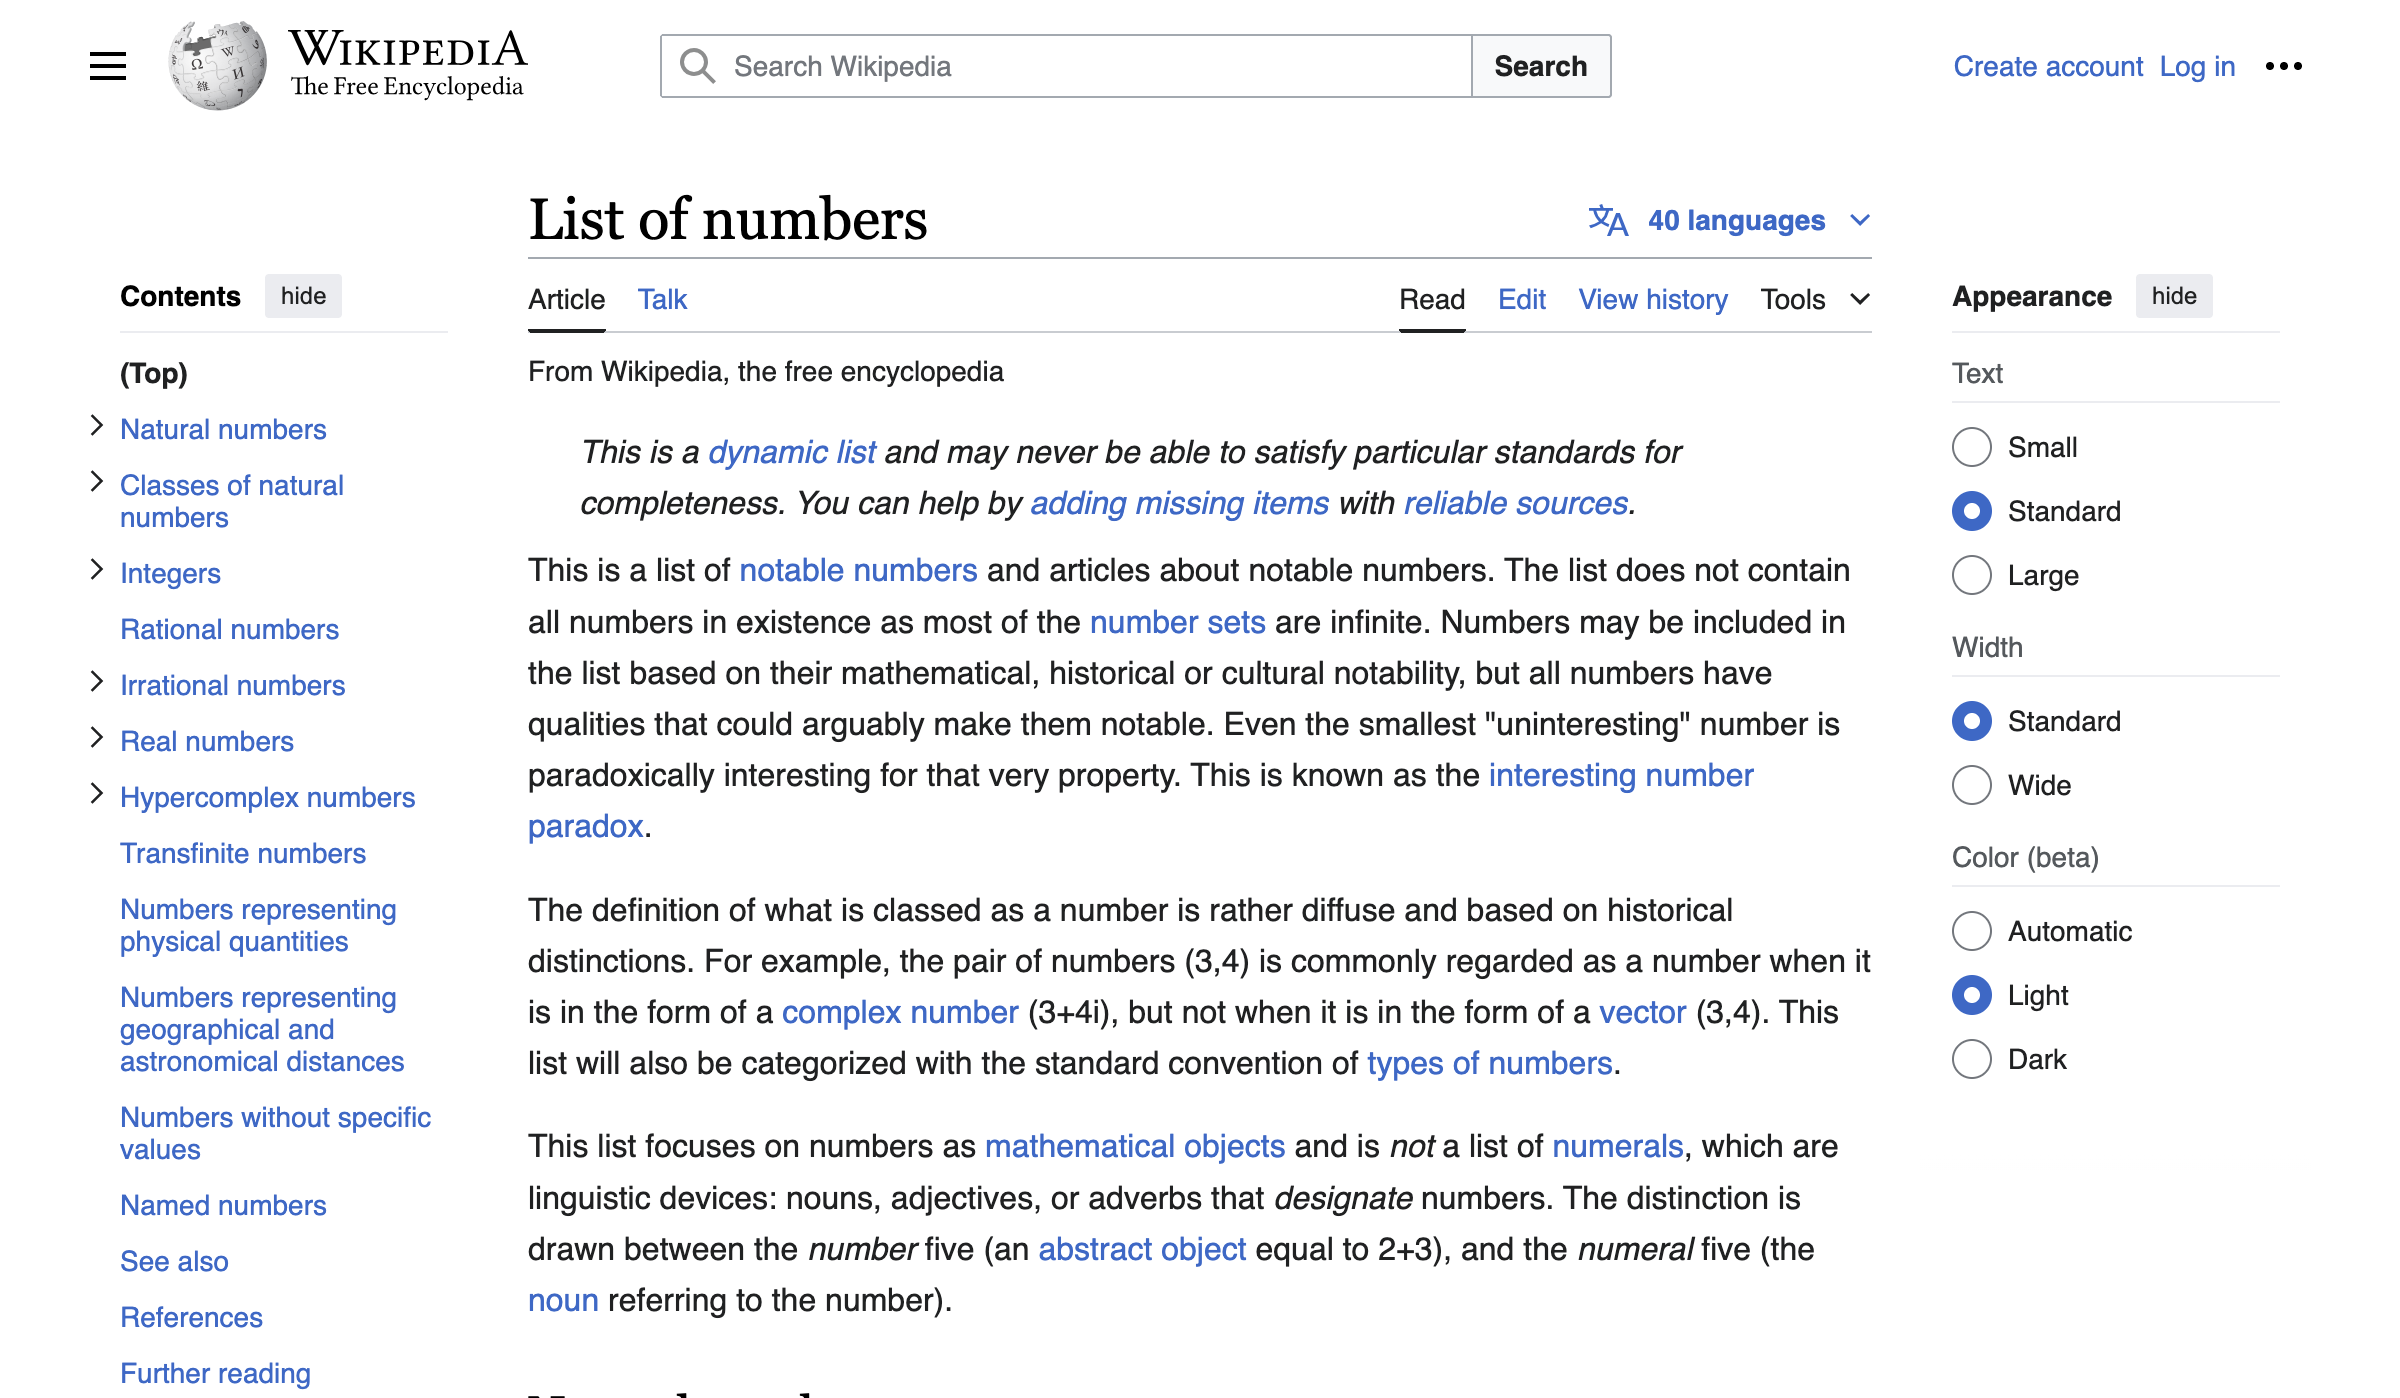 WIKIPEDIA
The Free Encyclopedia
Search Wikipedia
Search
Create account Log in
List of numbers
40 languages
Contents hide
(Top)
Natural numbers
Classes of natural
numbers
Integers
Rational numbers
Irrational numbers
Real numbers
Hypercomplex numbers
Transfinite numbers
Numbers representing
physical quantities
Numbers representing
geographical and
astronomical distances
Numbers without specific
values
Named numbers
See also
References
Further reading
Article Talk
Read Edit View history Tools
From Wikipedia, the free encyclopedia
This is a dynamic list and may never be able to satisfy particular standards for
completeness. You can help by adding missing items with reliable sources.
This is a list of notable numbers and articles about notable numbers. The list does not contain
all numbers in existence as most of the number sets are infinite. Numbers may be included in
the list based on their mathematical, historical or cultural notability, but all numbers have
qualities that could arguably make them notable. Even the smallest "uninteresting" number is
paradoxically interesting for that very property. This is known as the interesting number
paradox.
The definition of what is classed as a number is rather diffuse and based on historical
distinctions. For example, the pair of numbers (3,4) is commonly regarded as a number when it
is in the form of a complex number (3+4i), but not when it is in the form of a vector (3,4). This
list will also be categorized with the standard convention of types of numbers.
This list focuses on numbers as mathematical objects and is not a list of numerals, which are
linguistic devices: nouns, adjectives, or adverbs that designate numbers. The distinction is
drawn between the number five (an abstract object equal to 2+3), and the numeral five (the
noun referring to the number).
Appearance hide
Text
Small
Standard
Large
Width
Standard
Wide
Color (beta)
Automatic
Light
Dark